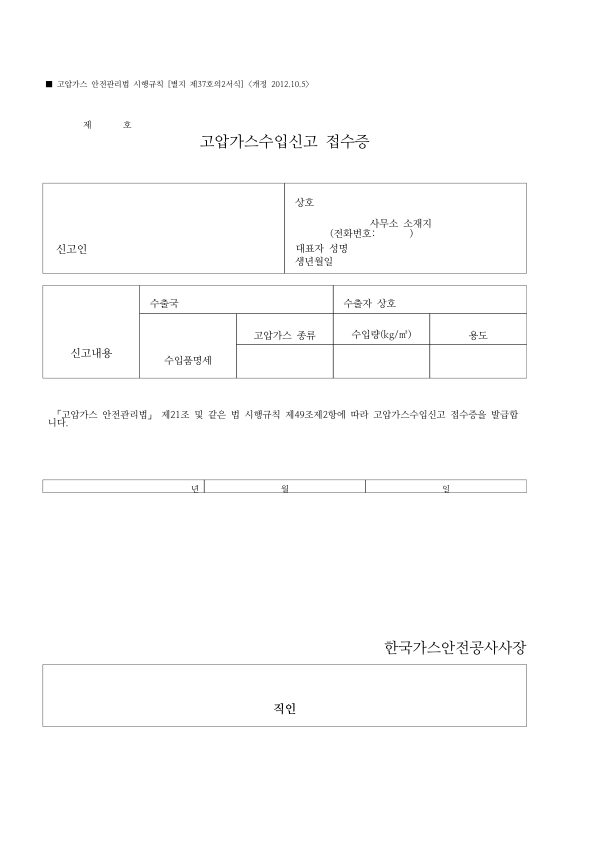 ■ 고압가스 안전관리법 시행규칙 [별지 제37호의2서식] 〈개정 2012.10.5〉
제 호
고압가스수입신고 접수증
상호
사무소 소재지
(전화번호: )
신고인
대표자 성명
생년월일
수출국 수출자 상호
고압가스 종류 수입량(kg/㎥) 용도
신고내용
수입품명세
「고압가스 안전관리법」 제21조 및 같은 법 시행규칙 제49조제2항에 따라 고압가스수입신고 접수증을 발급합
니다.
년 월 일
한국가스안전공사사장
직인